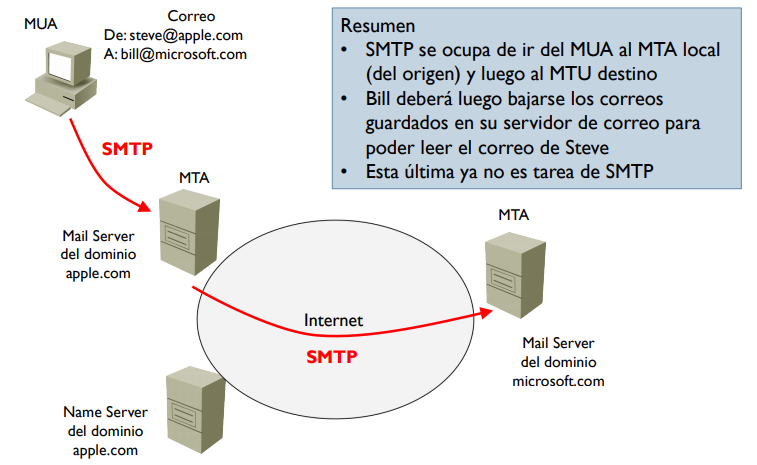 MUA
Correo
De: steve@apple.com
A: bill@microsoft.com
Resumen
• SMTP se ocupa de ir del MUA al MTA local
(del origen) y luego al MTU destino
• Bill deberá luego bajarse los correos
guardados en su servidor de correo para
poder leer el correo de Steve
• Esta última ya no es tarea de SMTP
SMTP
MTA
Mail Server
del dominio
apple.com
MTA
Internet
SMTP
Mail Server
del dominio
microsoft.com
Name Server
del dominio
apple.com